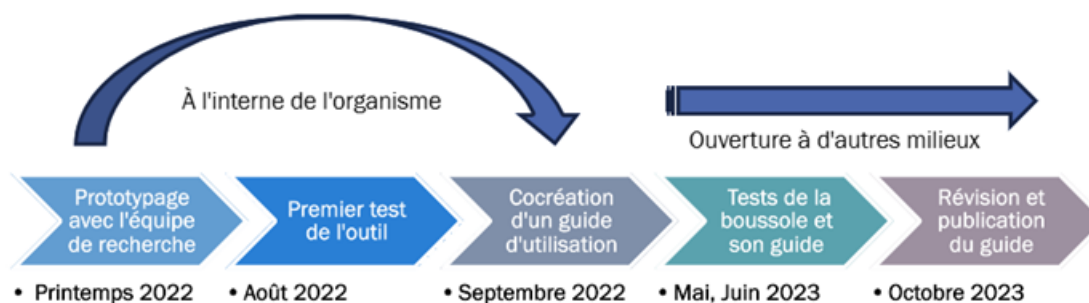 À l'interne de l'organisme
Ouverture à d'autres milieux
Prototypage
avec l'équipe
de recherche
Premier test
de l'outil
Cocréation
d'un guide
d'utilisation
Tests de la
boussole et
son guide
Révision et
publication
du guide
• Printemps 2022
• Août 2022
• Septembre 2022
• Mai, Juin 2023
• Octobre 2023